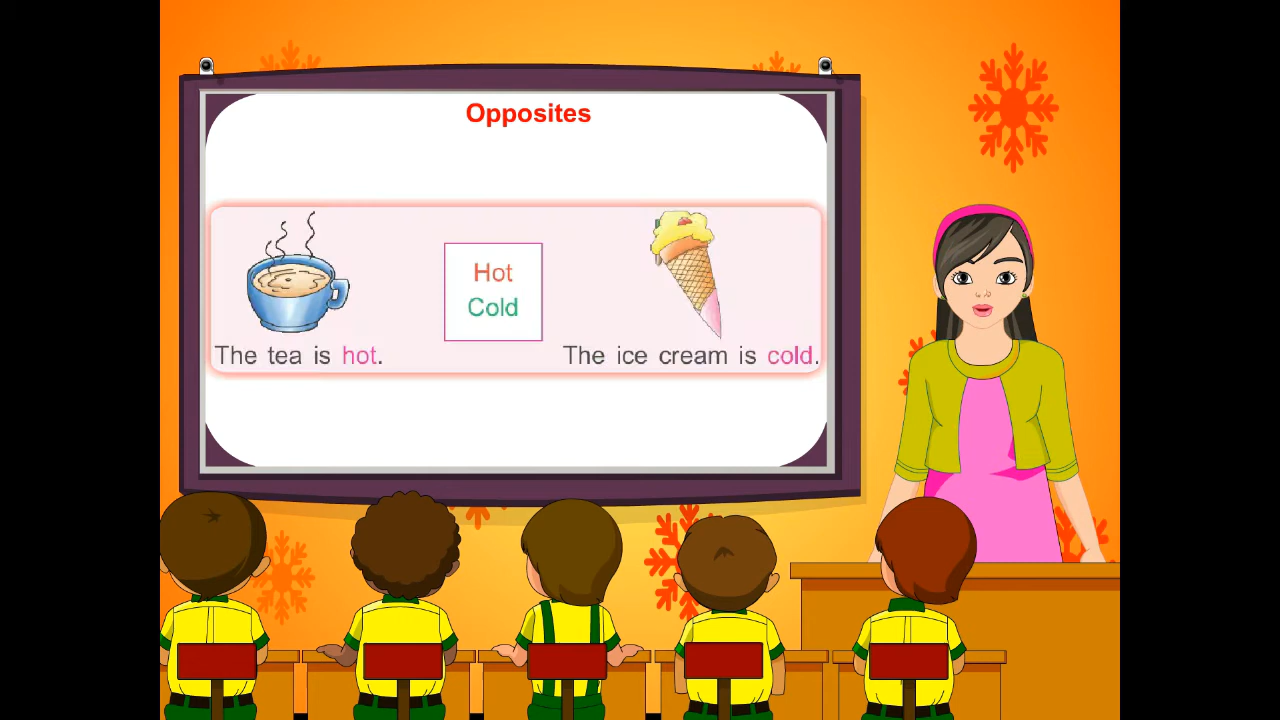 Opposites
Hot
Cold
The tea is hot.
The ice cream is cold.